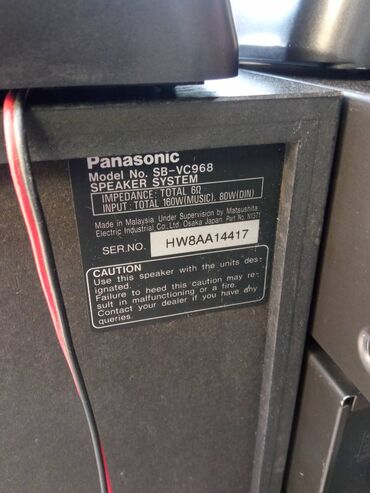 Panasonic
Model No. SB-VC968
SPEAKER SYSTEM
IMPEDANCE: TOTAL 6Ω
INPUT: TOTAL 160W(MUSIC), 80W(DIN)
Made in Malaysia. Under Supervision by Matsushita
Electric Industrial Co., Ltd. Osaka Japan. Part No. N1371
SER.NO. HW8AA14417
CAUTION
Use this speaker with the units des-
ignated.
Failure to heed this caution may re-
sult in malfunctioning or a fire.
Contact your dealer if you have any
queries.